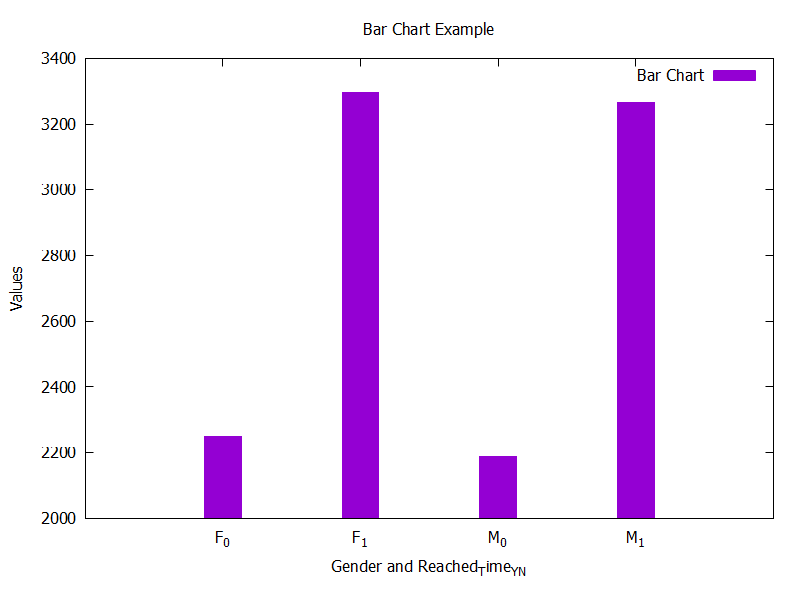 Bar Chart Example
Bar Chart
3400
3200
3000
2800
2600
2400
2200
2000
Values
F₀
F₁
M₀
M₁
Gender and Reached_Time_YN